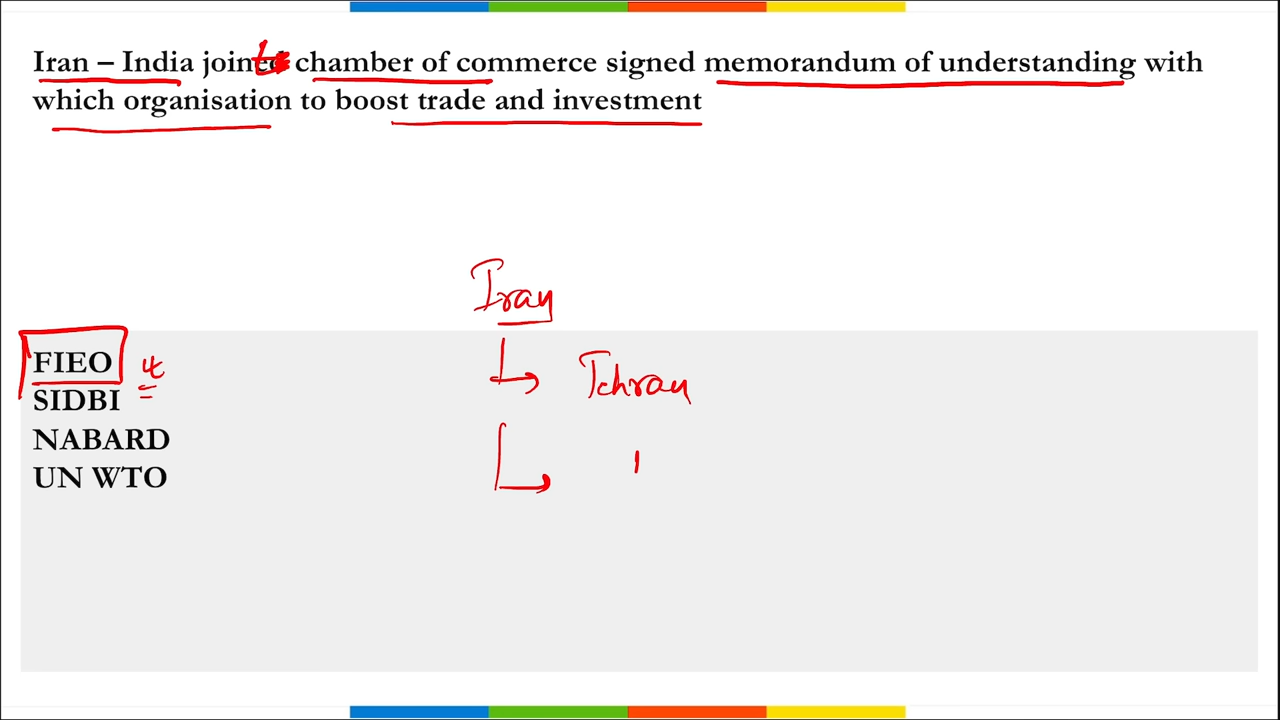 Iran – India joint chamber of commerce signed memorandum of understanding with
which organisation to boost trade and investment
Iran
FIEO
SIDBI
NABARD
UN WTO
Tehran